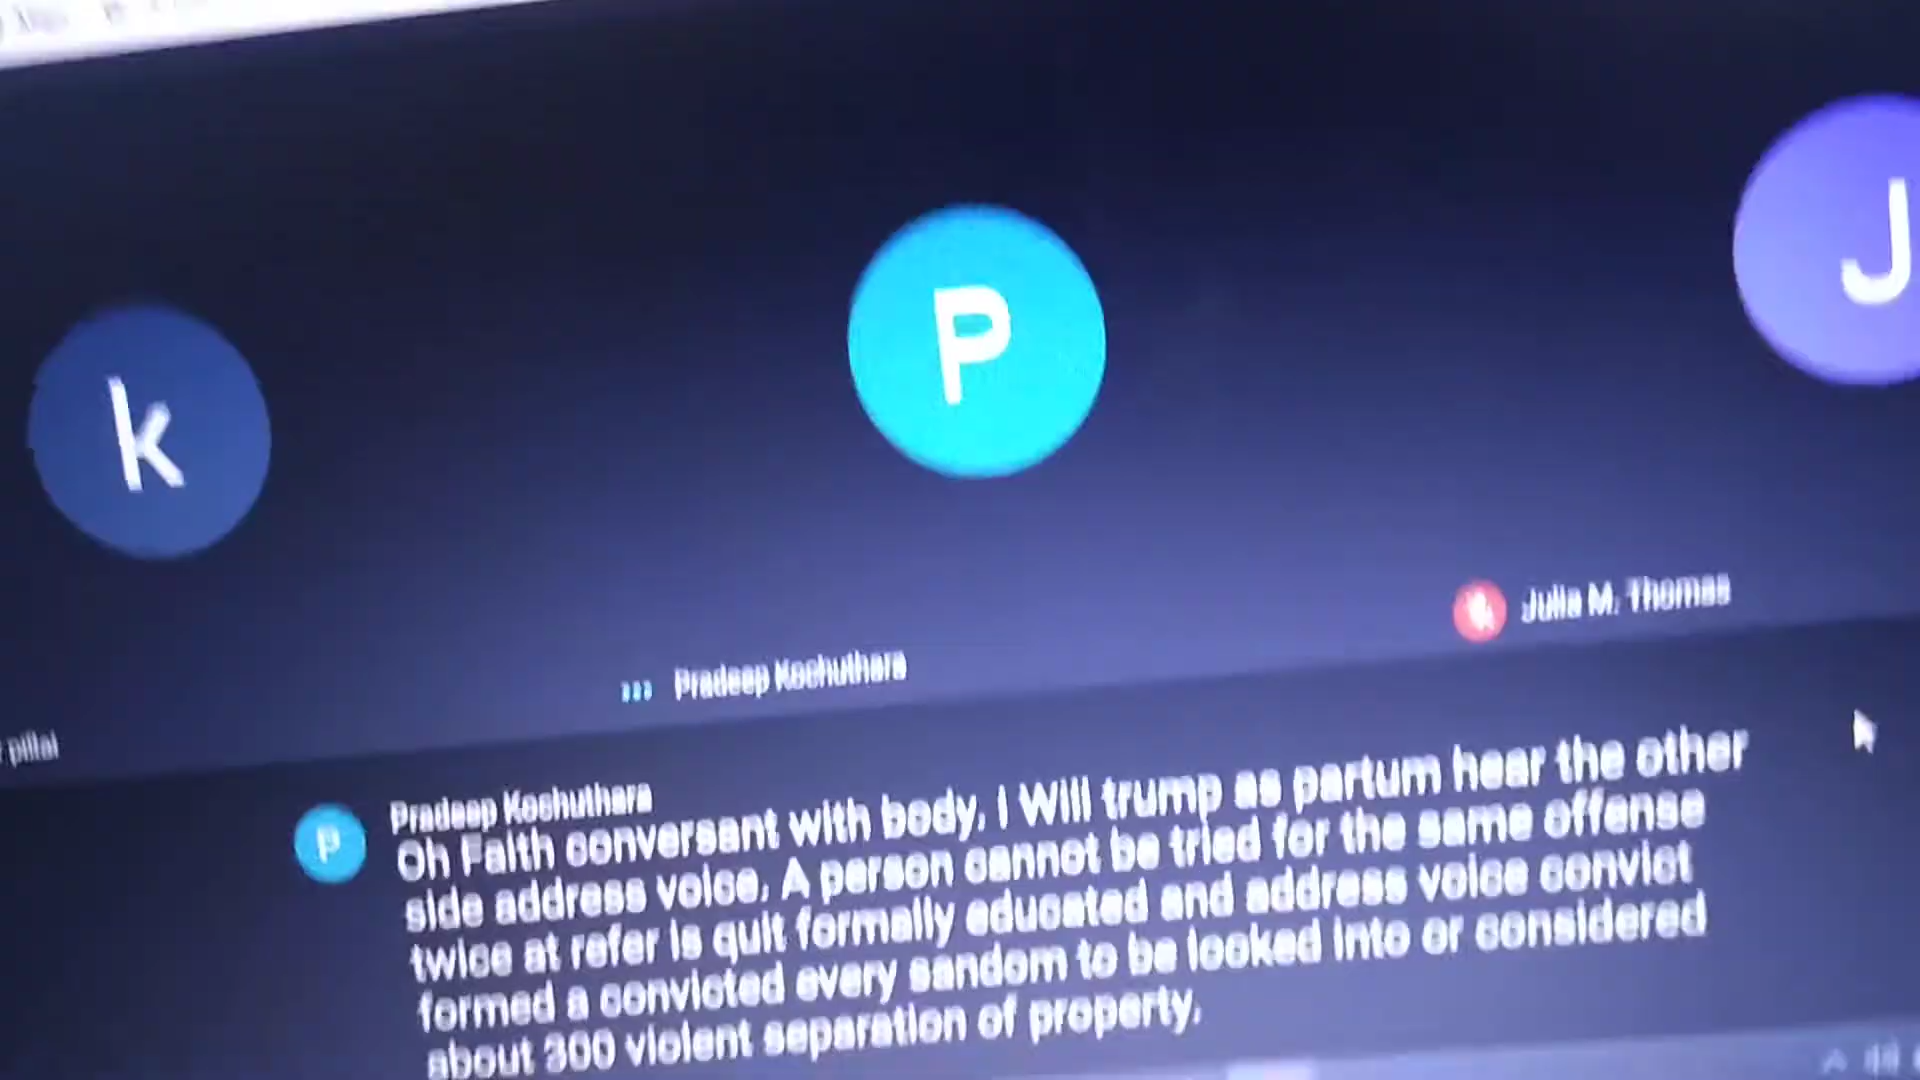 k
P
J
Julia M. Thomas
Pradeep Kochuthara
pillai
Pradeep Kochuthara
Oh Faith conversant with body, I Will trump as partum hear the other
side address voice, A person cannot be tried for the same offense
twice at refer is quit formally educated and address voice convict
formed a convicted every sandom to be looked into or considered
about 300 violent separation of property.